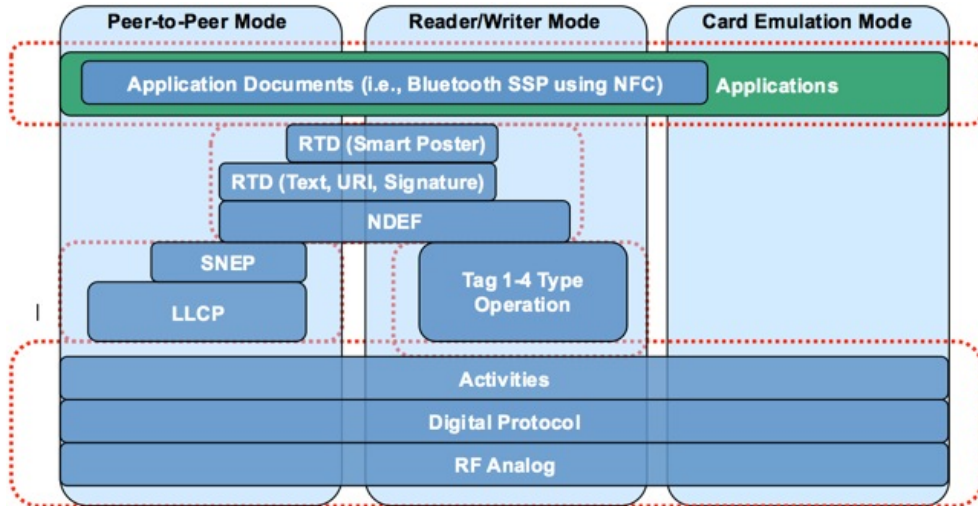 Peer-to-Peer Mode
Reader/Writer Mode
Card Emulation Mode
Application Documents (i.e., Bluetooth SSP using NFC)
Applications
RTD (Smart Poster)
RTD (Text, URI, Signature)
NDEF
SNEP
LLCP
Tag 1-4 Type
Operation
Activities
Digital Protocol
RF Analog